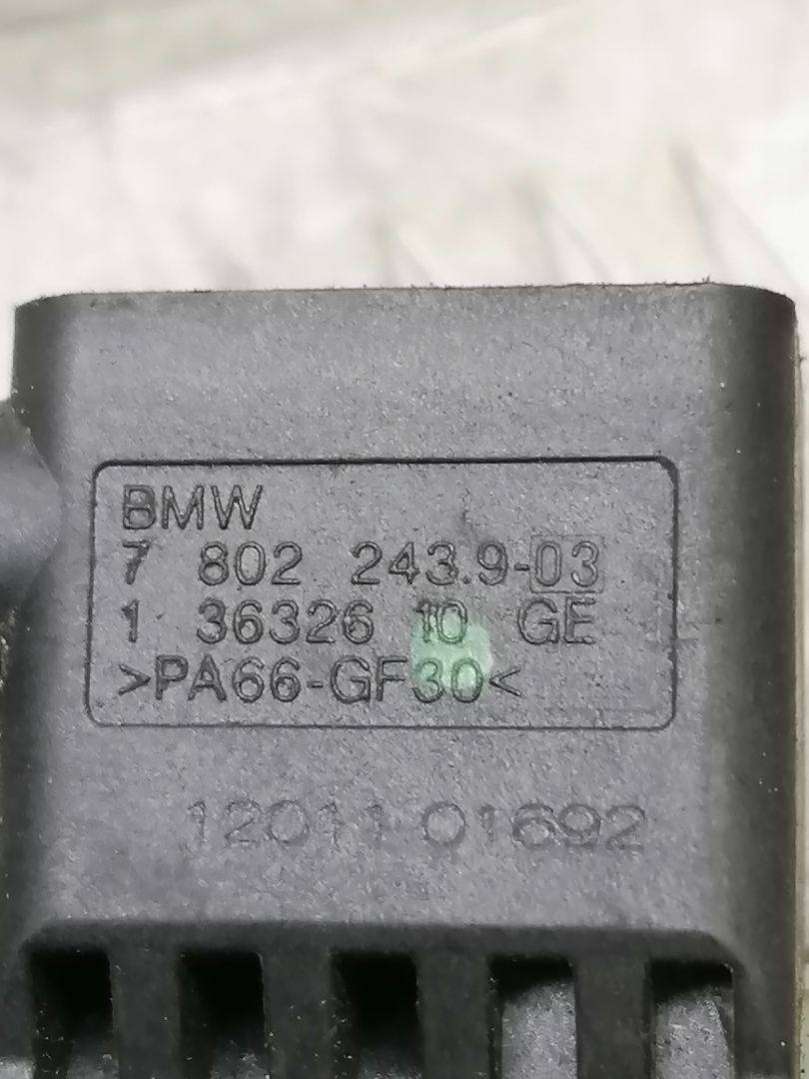 BMW
7 802 243.9-03
1 36326 10 GE
>PA66-GF30<
12011 01692